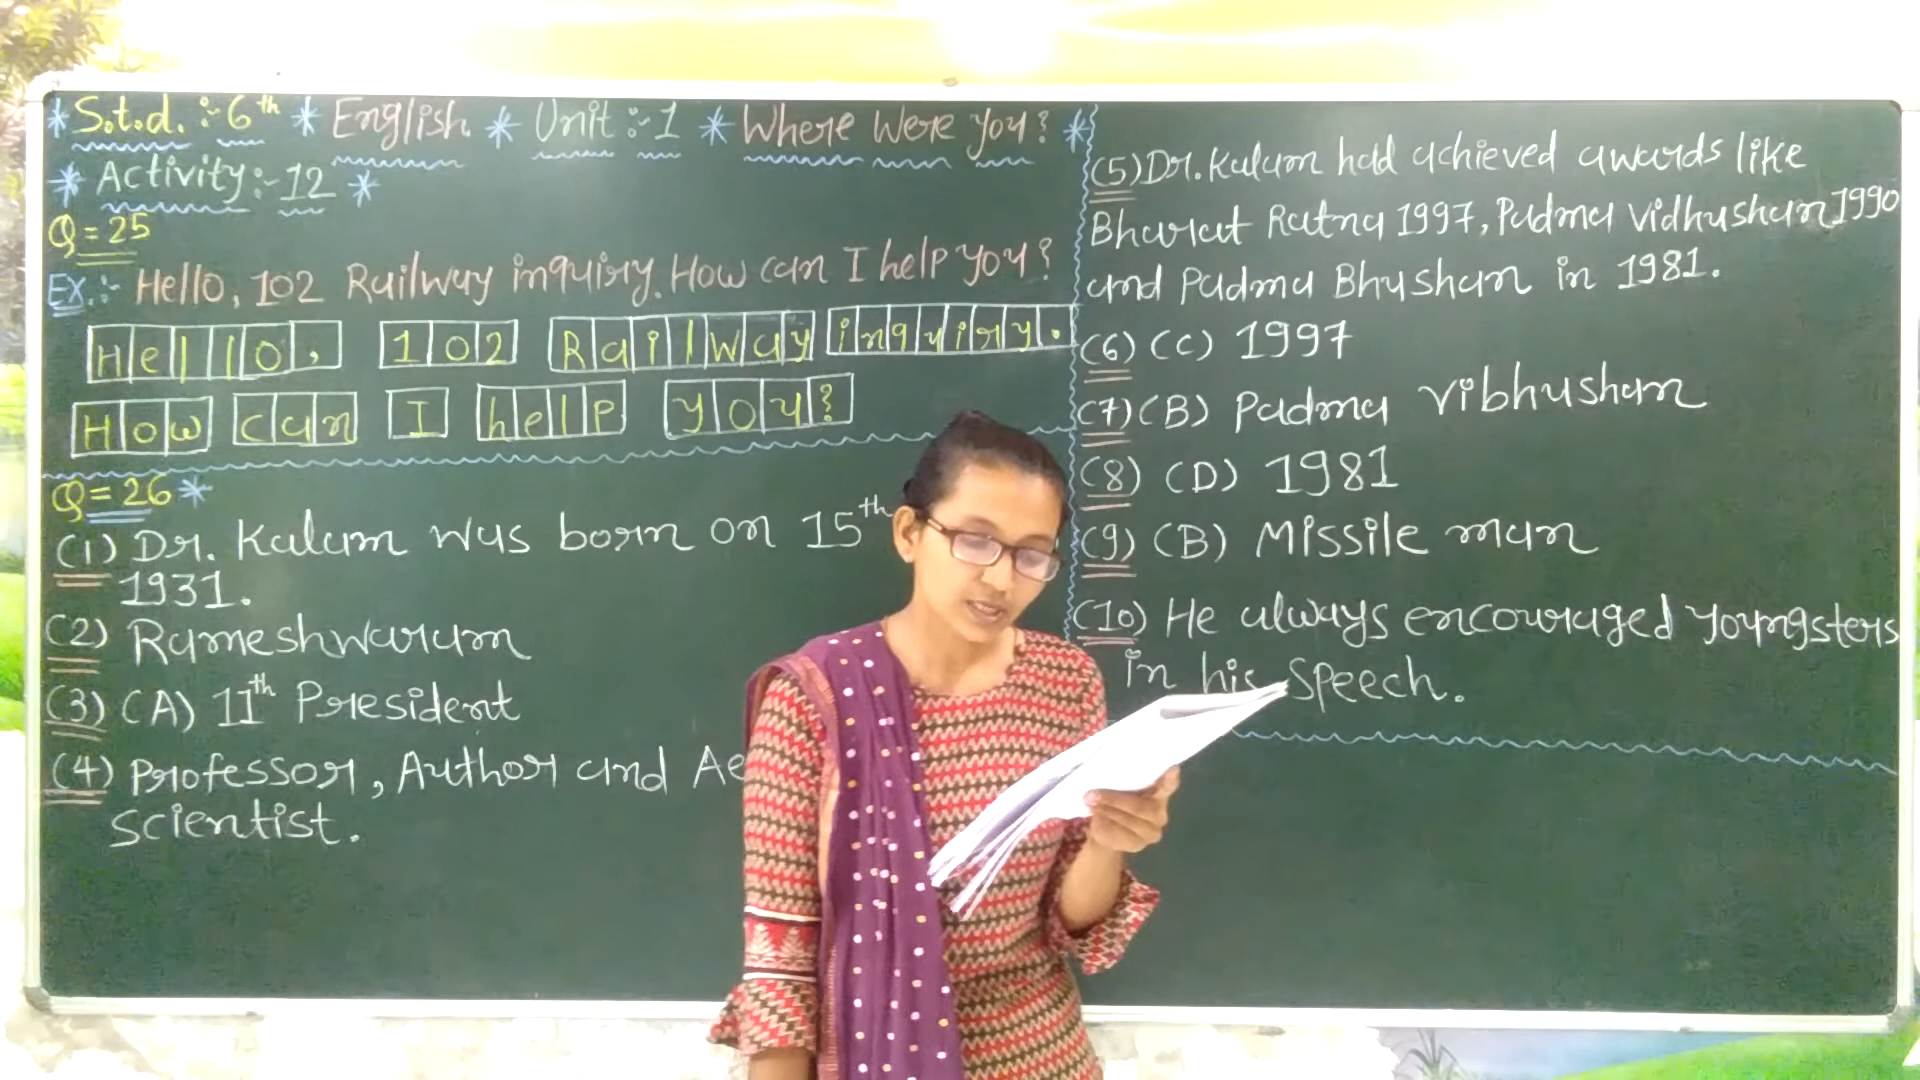 * S.t.d. :- 6th * English * Unit :- 1 * Where Were You? *
* Activity :- 12 *
Q = 25
Ex. :- Hello, 102 Railway inquiry. How can I help you?
Hello, 102 Railway inquiry.
How can I help you?
Q = 26 *
(1) Dr. Kalam was born on 15th
1931.
(2) Rameshwaram
(3) (A) 11th President
(4) Professor, Author and Ae
scientist.
(5) Dr. Kalam had achieved awards like
Bharat Ratna 1997, Padma Vidhushan 1990
and Padma Bhushan in 1981.
(6) (C) 1997
(7) (B) Padma Vibhushan
(8) (D) 1981
(9) (B) Missile man
(10) He always encouraged youngsters
in his speech.